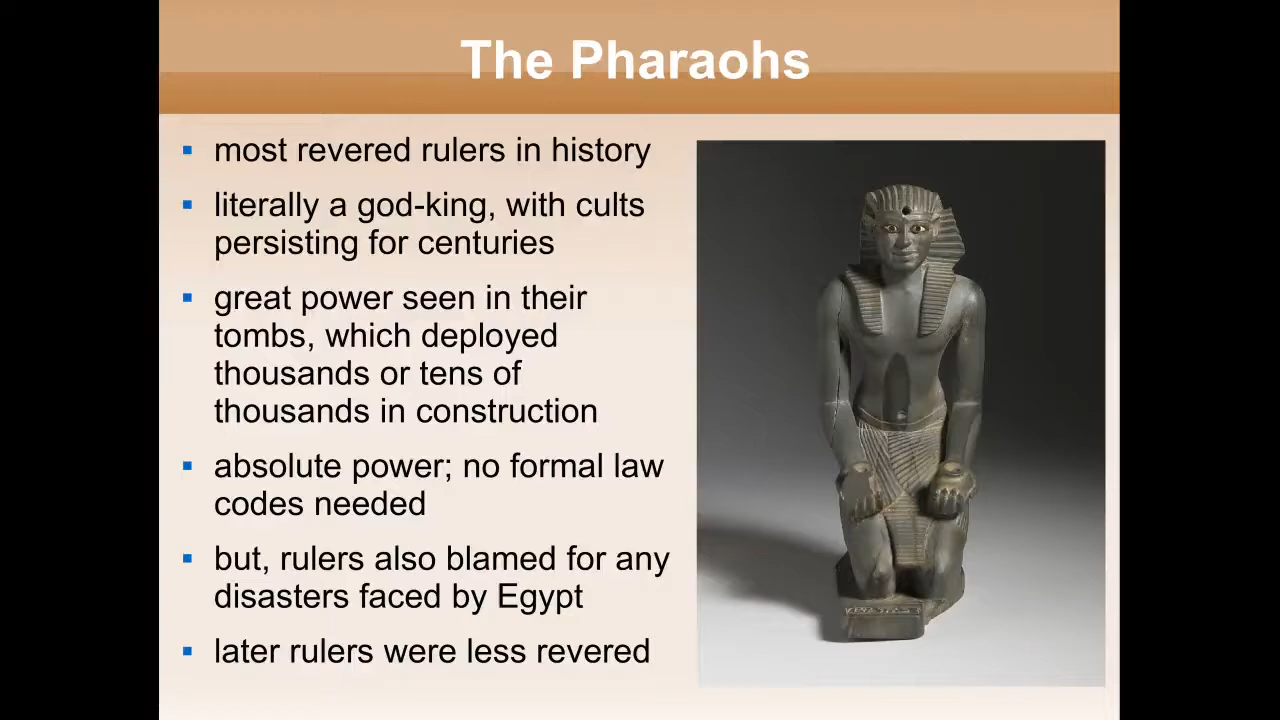 The Pharaohs
most revered rulers in history
literally a god-king, with cults
persisting for centuries
great power seen in their
tombs, which deployed
thousands or tens of
thousands in construction
absolute power; no formal law
codes needed
but, rulers also blamed for any
disasters faced by Egypt
later rulers were less revered